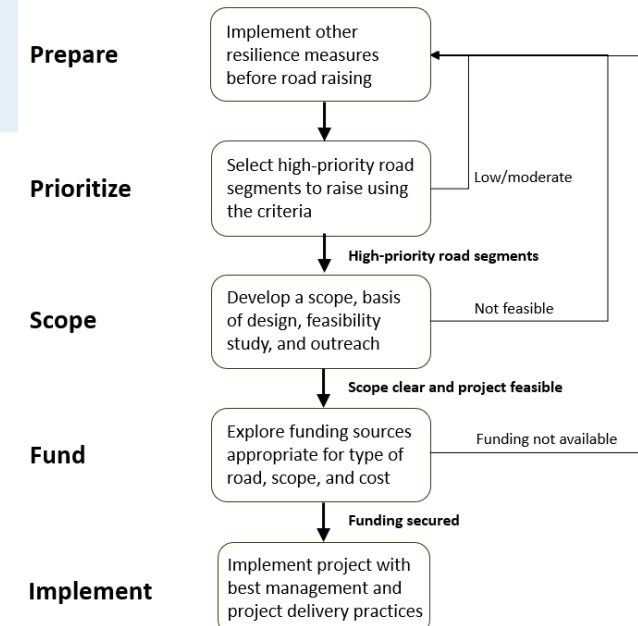 Prepare
Implement other
resilience measures
before road raising
Prioritize
Select high-priority road
segments to raise using
the criteria
Low/moderate
High-priority road segments
Scope
Develop a scope, basis
of design, feasibility
study, and outreach
Not feasible
Scope clear and project feasible
Fund
Explore funding sources
appropriate for type of
road, scope, and cost
Funding not available
Funding secured
Implement
Implement project with
best management and
project delivery practices